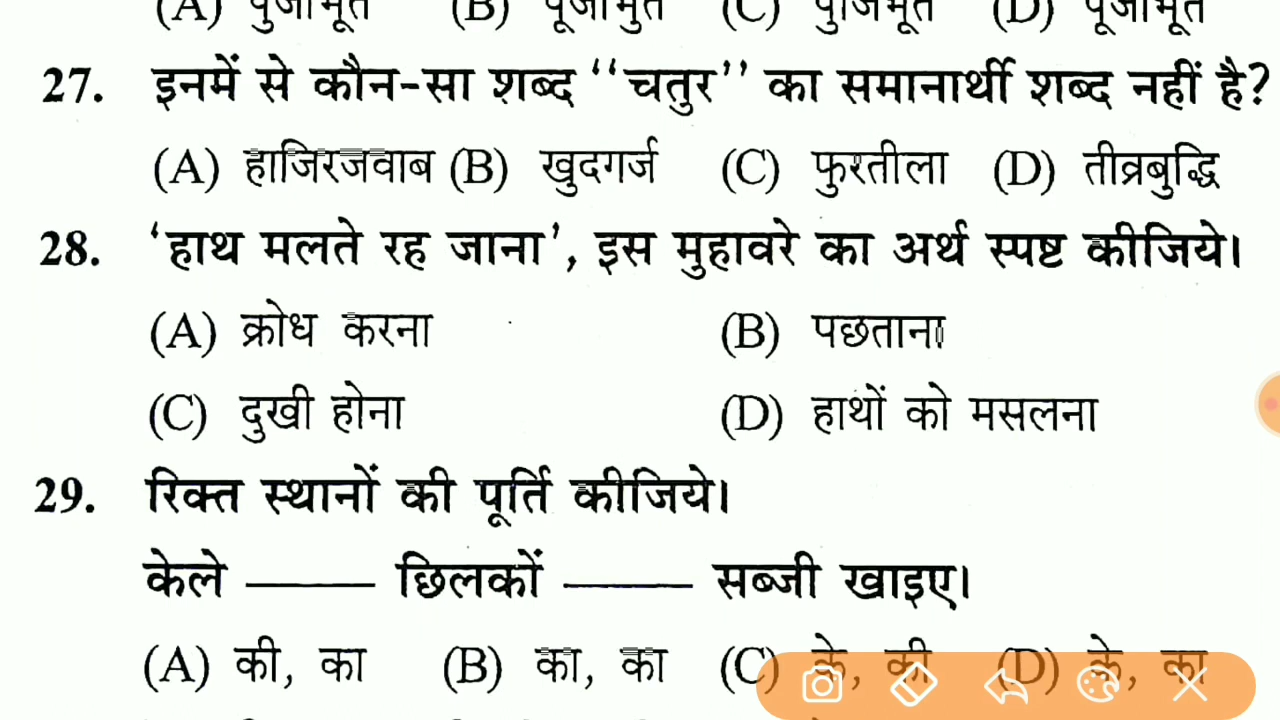 (A) पुंजीभूत (B) पूंजीभुत (C) पुंजिभूत (D) पूंजीभूत
27. इनमें से कौन-सा शब्द “चतुर” का समानार्थी शब्द नहीं है?
(A) हाजिरजवाब (B) खुदगर्ज (C) फुरतीला (D) तीव्रबुद्धि
28. ‘हाथ मलते रह जाना’, इस मुहावरे का अर्थ स्पष्ट कीजिये।
(A) क्रोध करना (B) पछताना
(C) दुखी होना (D) हाथों को मसलना
29. रिक्त स्थानों की पूर्ति कीजिये।
केले —— छिलकों —— सब्जी खाइए।
(A) की, का (B) का, का (C) के, की (D) के, का